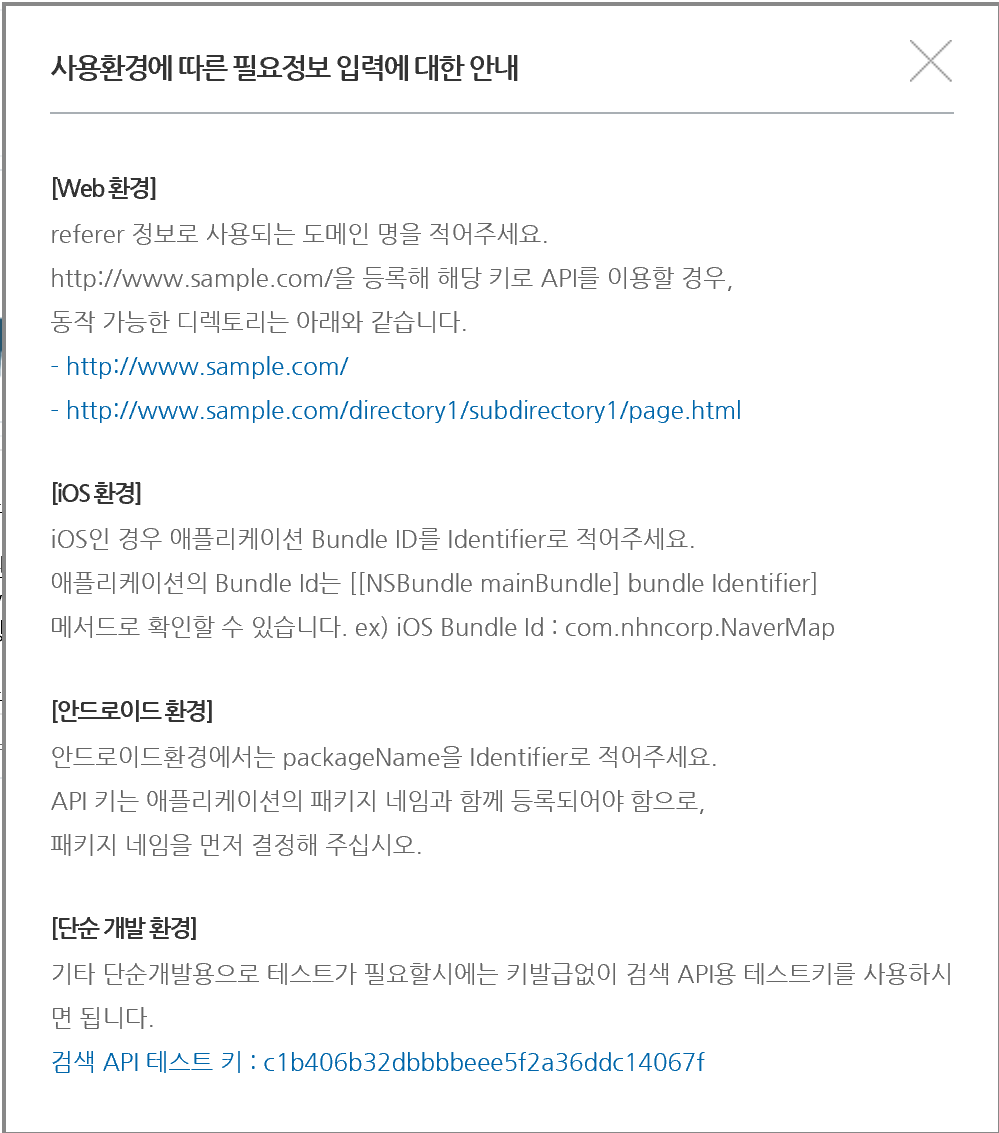 사용환경에 따른 필요정보 입력에 대한 안내
[Web 환경]
referer 정보로 사용되는 도메인 명을 적어주세요.
http://www.sample.com/을 등록해 해당 키로 API를 이용할 경우,
동작 가능한 디렉토리는 아래와 같습니다.
- http://www.sample.com/
- http://www.sample.com/directory1/subdirectory1/page.html
[iOS 환경]
iOS인 경우 애플리케이션 Bundle ID를 Identifier로 적어주세요.
애플리케이션의 Bundle Id는 [[NSBundle mainBundle] bundle Identifier]
메서드로 확인할 수 있습니다. ex) iOS Bundle Id : com.nhncorp.NaverMap
[안드로이드 환경]
안드로이드환경에서는 packageName을 Identifier로 적어주세요.
API 키는 애플리케이션의 패키지 네임과 함께 등록되어야 함으로,
패키지 네임을 먼저 결정해 주십시오.
[단순 개발 환경]
기타 단순개발용으로 테스트가 필요할시에는 키발급없이 검색 API용 테스트키를 사용하시
면 됩니다.
검색 API 테스트 키 : c1b406b32dbbbbeee5f2a36ddc14067f